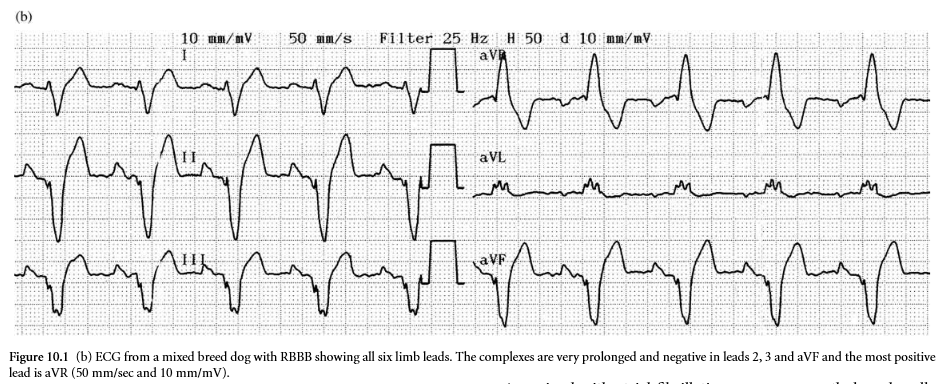 (b)
10 mm/mV 50 mm/s Filter 25 Hz H 50 d 10 mm/mV
I aVR
II aVL
III aVF
Figure 10.1 (b) ECG from a mixed breed dog with RBBB showing all six limb leads. The complexes are very prolonged and negative in leads 2, 3 and aVF and the most positive
lead is aVR (50 mm/sec and 10 mm/mV).